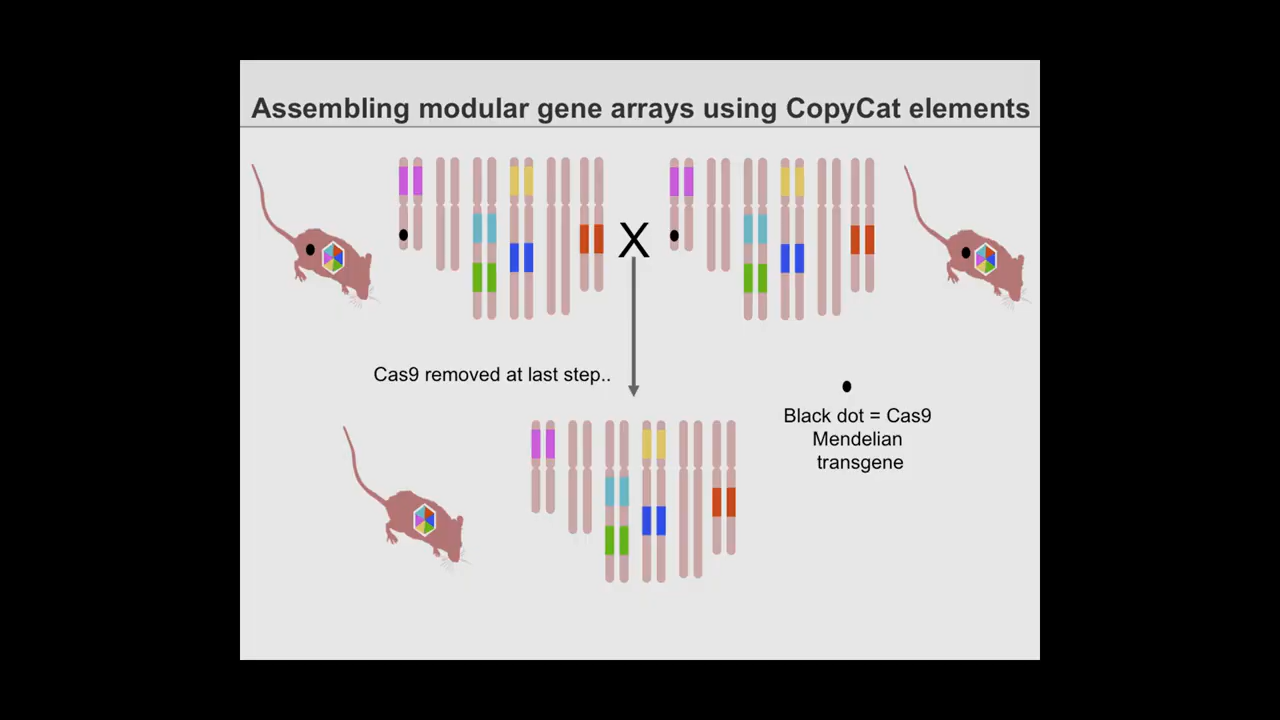 Assembling modular gene arrays using CopyCat elements
X
Cas9 removed at last step..
Black dot = Cas9
Mendelian
transgene